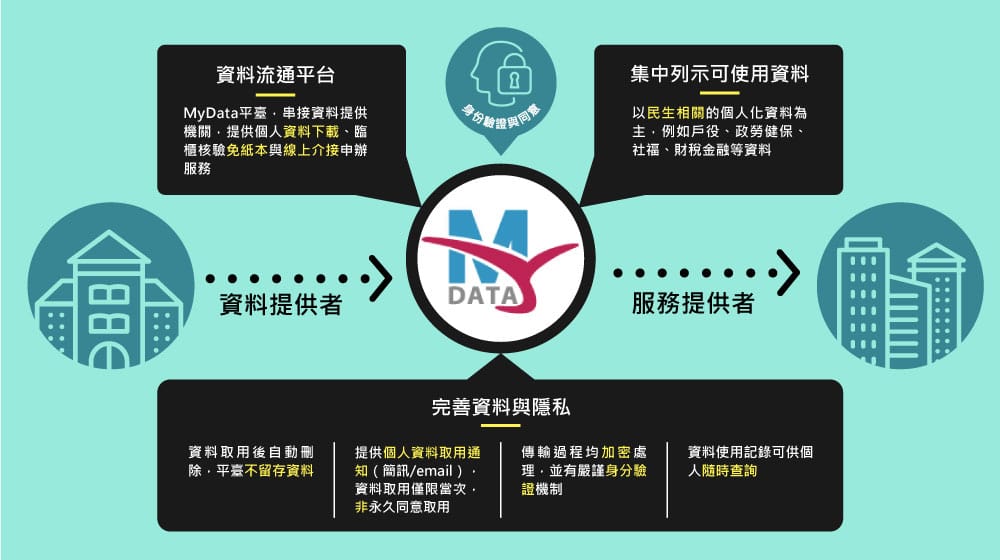 資料流通平台
MyData平臺，串接資料提供
機關，提供個人資料下載、臨
櫃核驗免紙本與線上介接申辦
服務
身份驗證與同意
集中列示可使用資料
以民生相關的個人化資料為
主，例如戶役、政勞健保、
社福、財稅金融等資料
資料提供者
MY
DATA
服務提供者
完善資料與隱私
資料取用後自動刪
除，平臺不留存資料
提供個人資料取用通
知（簡訊/email），
資料取用僅限當次，
非永久同意取用
傳輸過程均加密處
理，並有嚴謹身分驗
證機制
資料使用記錄可供個
人隨時查詢